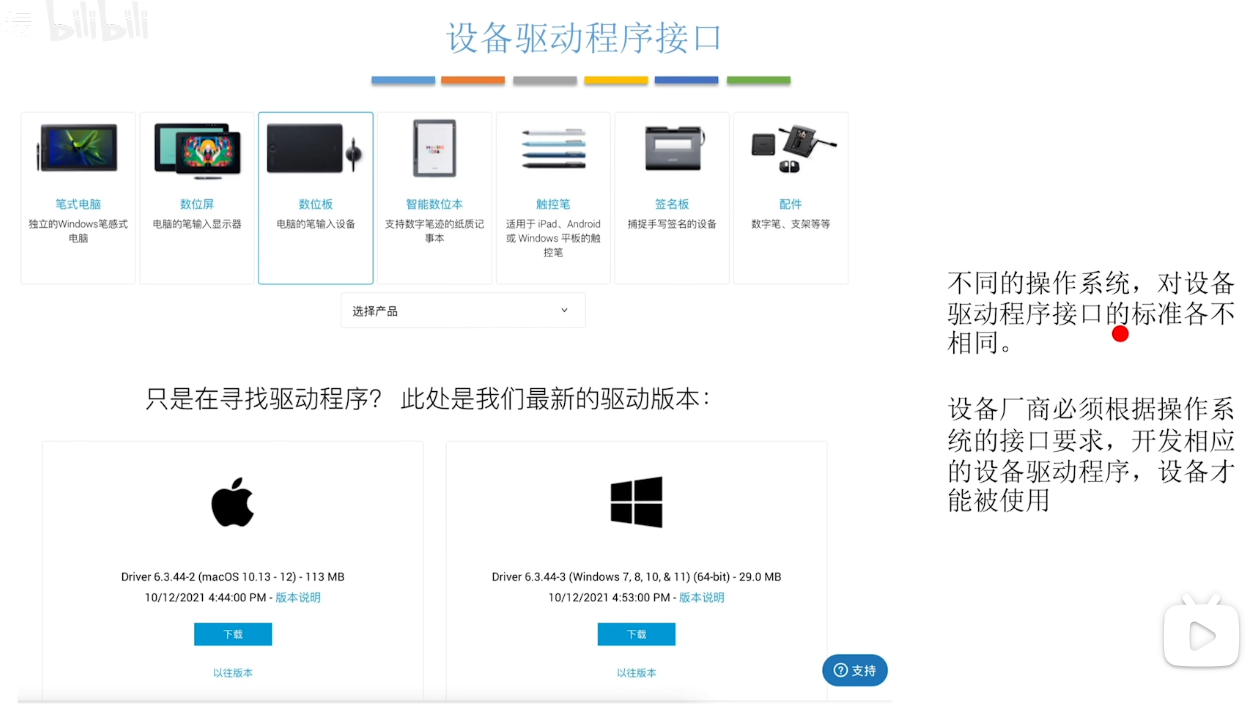 bilibili
设备驱动程序接口
笔式电脑
独立的Windows笔感式
电脑
数位屏
电脑的笔输入显示器
数位板
电脑的笔输入设备
智能数位本
支持数字笔迹的纸质记
事本
触控笔
适用于 iPad、Android
或 Windows 平板的触
控笔
签名板
捕捉手写签名的设备
配件
数字笔、支架等等
选择产品
不同的操作系统，对设备
驱动程序接口的标准各不
相同。
设备厂商必须根据操作系
统的接口要求，开发相应
的设备驱动程序，设备才
能被使用
只是在寻找驱动程序？ 此处是我们最新的驱动版本：
Driver 6.3.44-2 (macOS 10.13 - 12) - 113 MB
10/12/2021 4:44:00 PM - 版本说明
下载
以往版本
Driver 6.3.44-3 (Windows 7, 8, 10, & 11) (64-bit) - 29.0 MB
10/12/2021 4:53:00 PM - 版本说明
下载
以往版本
支持